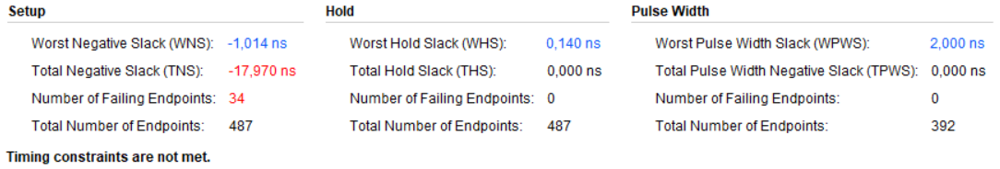 Setup
Worst Negative Slack (WNS): -1,014 ns
Total Negative Slack (TNS): -17,970 ns
Number of Failing Endpoints: 34
Total Number of Endpoints: 487
Hold
Worst Hold Slack (WHS): 0,140 ns
Total Hold Slack (THS): 0,000 ns
Number of Failing Endpoints: 0
Total Number of Endpoints: 487
Pulse Width
Worst Pulse Width Slack (WPWS): 2,000 ns
Total Pulse Width Negative Slack (TPWS): 0,000 ns
Number of Failing Endpoints: 0
Total Number of Endpoints: 392
Timing constraints are not met.